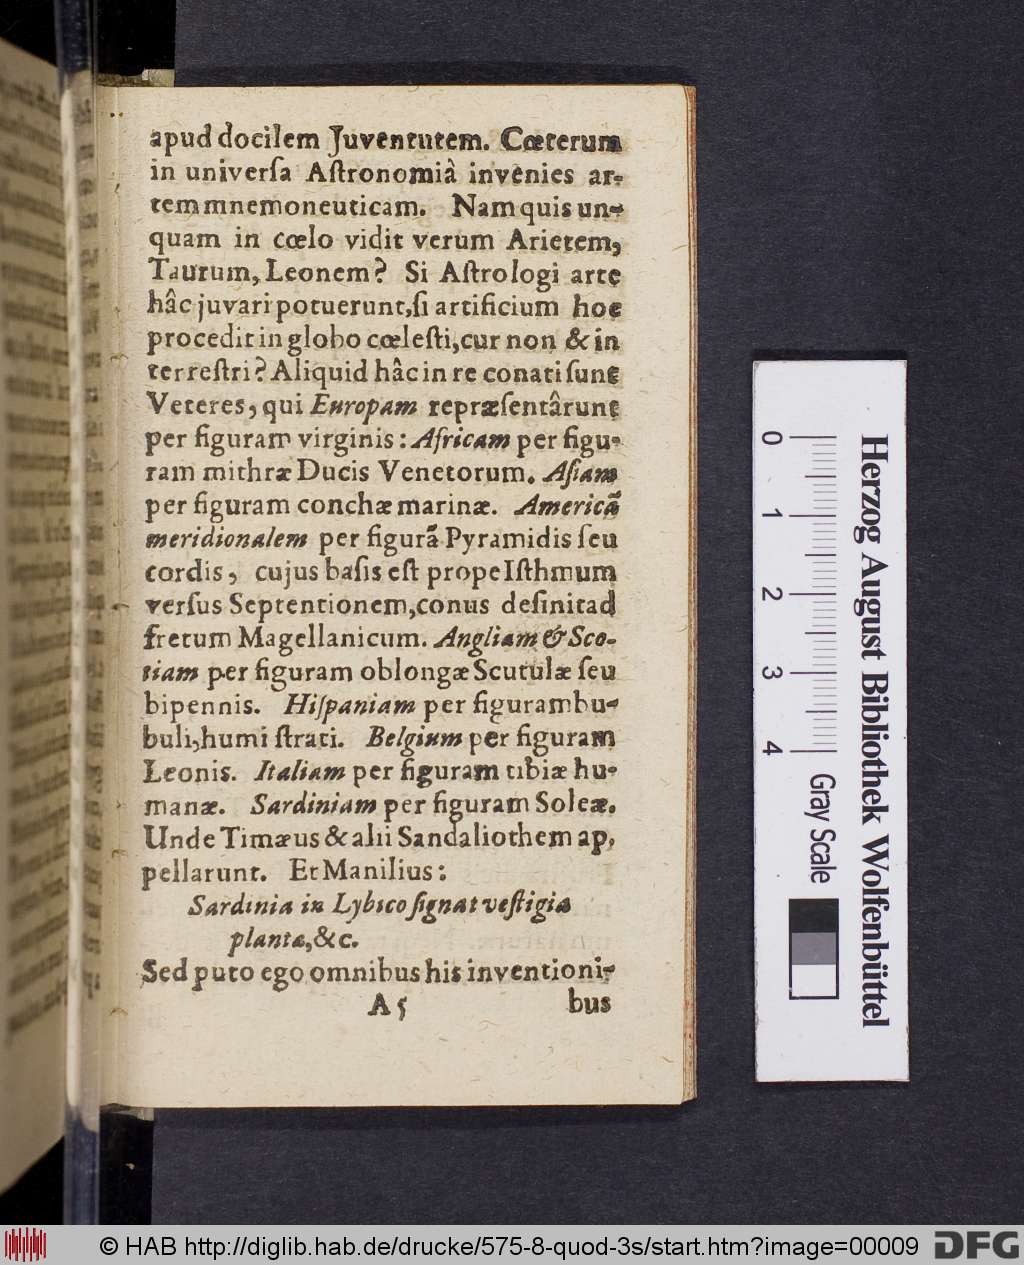 apud docilem Juventutem. Cœterum
in universa Aſtronomiâ invenies ar-
tem mnemoneuticam. Nam quis un-
quam in cœlo vidit verum Arietem,
Taurum, Leonem? Si Aſtrologi arte
hâc juvari potuerunt, ſi artificium hoc
procedit in globo cœleſti, cur non & in
terreſtri? Aliquid hâc in re conati ſunt
Veteres, qui Europam repræſentârunt
per figuram virginis: Africam per figu-
ram mithræ Ducis Venetorum. Aſiam
per figuram conchæ marinæ. Americã
meridionalem per figurã Pyramidis ſeu
cordis, cujus baſis eſt prope Iſthmum
verſus Septentionem, conus deſinit ad
fretum Magellanicum. Angliam & Sco-
tiam per figuram oblongæ Scutulæ ſeu
bipennis. Hiſpaniam per figuram bu-
buli, humi ſtrati. Belgium per figuram
Leonis. Italiam per figuram tibiæ hu-
manæ. Sardiniam per figuram Soleæ.
Unde Timæus & alii Sandaliothem ap-
pellarunt. Et Manilius:
Sardinia in Lybico ſignat veſtigia
plantæ, &c.
Sed puto ego omnibus his inventioni-
A 5 bus
Herzog August Bibliothek Wolfenbüttel
0 1 2 3 4 Gray Scale
© HAB http://diglib.hab.de/drucke/575-8-quod-3s/start.htm?image=00009 DFG